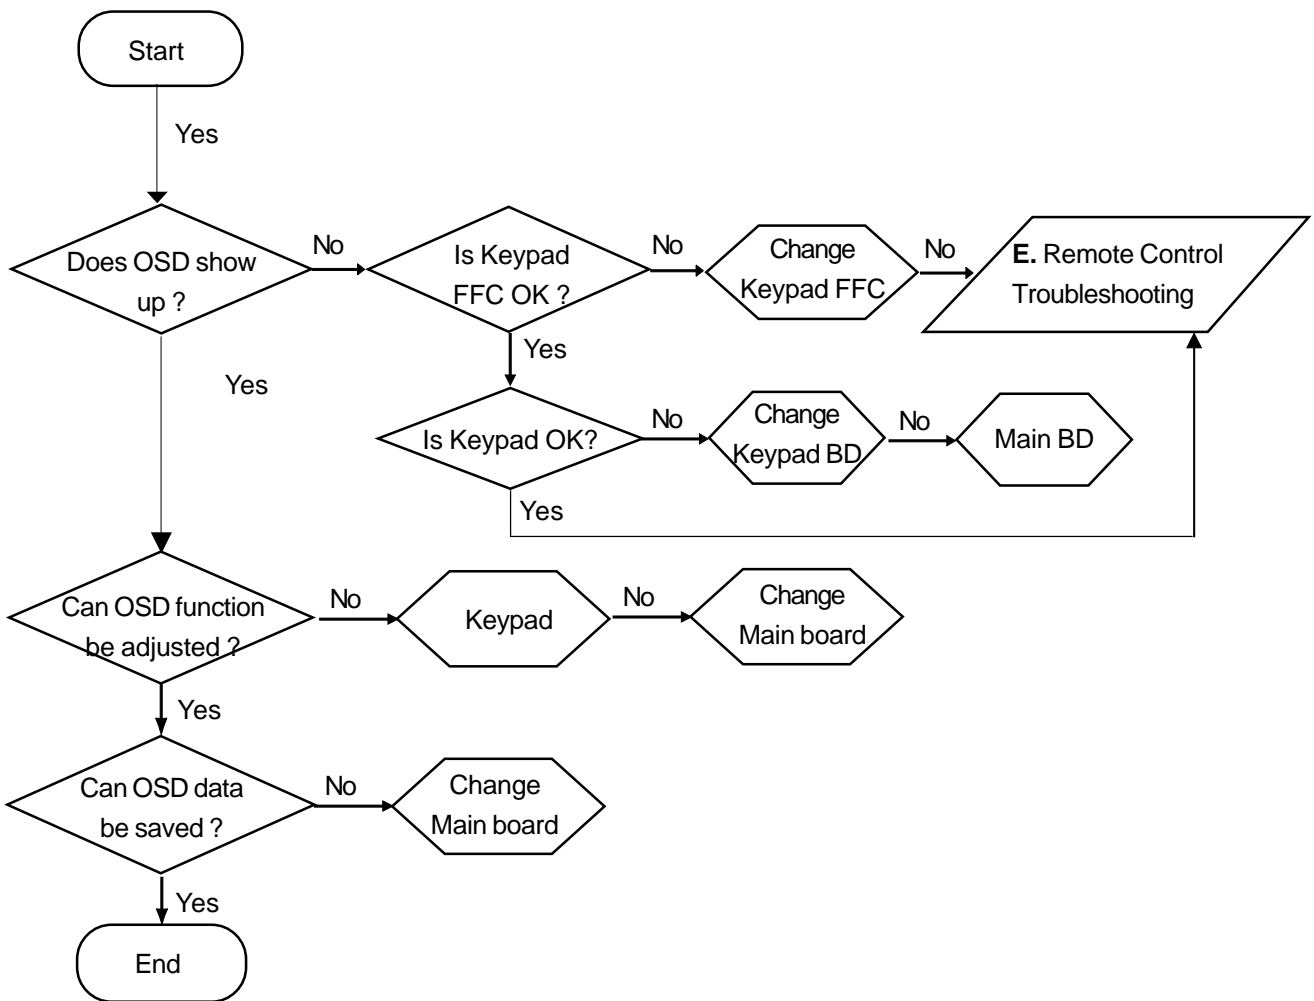 Start
Yes
Does OSD show
up ?
No
Is Keypad
FFC OK ?
No
Change
Keypad FFC
No
E. Remote Control
Troubleshooting
Yes
Yes
Is Keypad OK?
No
Change
Keypad BD
No
Main BD
Yes
Can OSD function
be adjusted ?
No
Keypad
No
Change
Main board
Yes
Can OSD data
be saved ?
No
Change
Main board
Yes
End